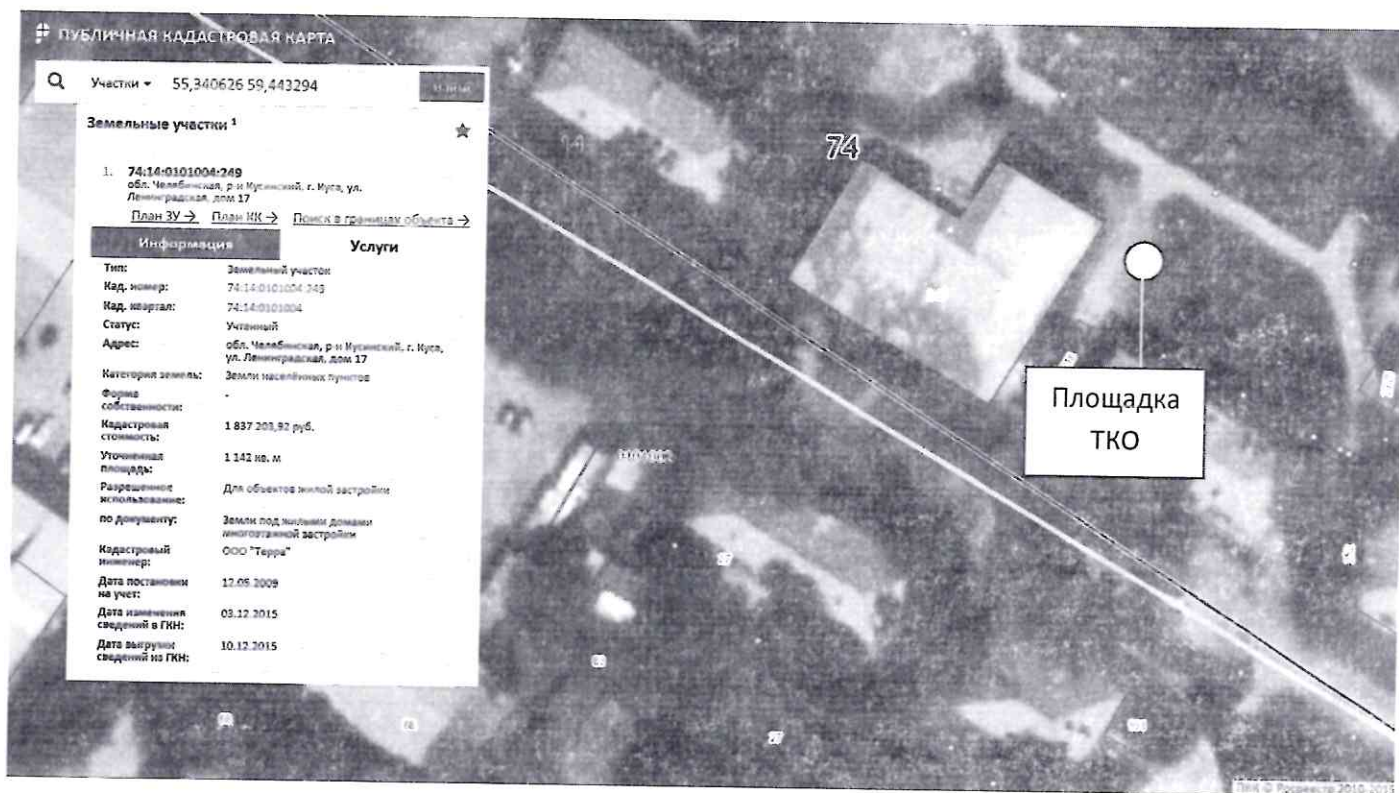 ПУБЛИЧНАЯ КАДАСТРОВАЯ КАРТА
Участки 55,340626 59,443294
Земельные участки 1
1. 74:14:0101004:249
обл. Челябинская, р-н Кусинский, г. Куса, ул.
Ленинградская, дом 17
План ЗУ → План КК → Поиск в границах объекта →
Информация Услуги
Тип: Земельный участок
Кад. номер: 74:14:0101004:249
Кад. квартал: 74:14:0101004
Статус: Учтенный
Адрес: обл. Челябинская, р-н Кусинский, г. Куса,
ул. Ленинградская, дом 17
Категория земель: Земли населённых пунктов
Форма
собственности: -
Кадастровая
стоимость: 1 837 203,92 руб.
Уточненная
площадь: 1 142 кв. м
Разрешенное
использование: Для объектов жилой застройки
по документу: Земли под жилыми домами
многоэтажной застройки
Кадастровый
инженер: ООО "Терра"
Дата постановки
на учет: 12.05.2009
Дата изменения
сведений в ГКН: 03.12.2015
Дата выгрузки
сведений из ГКН: 10.12.2015
74
Площадка
ТКО
27